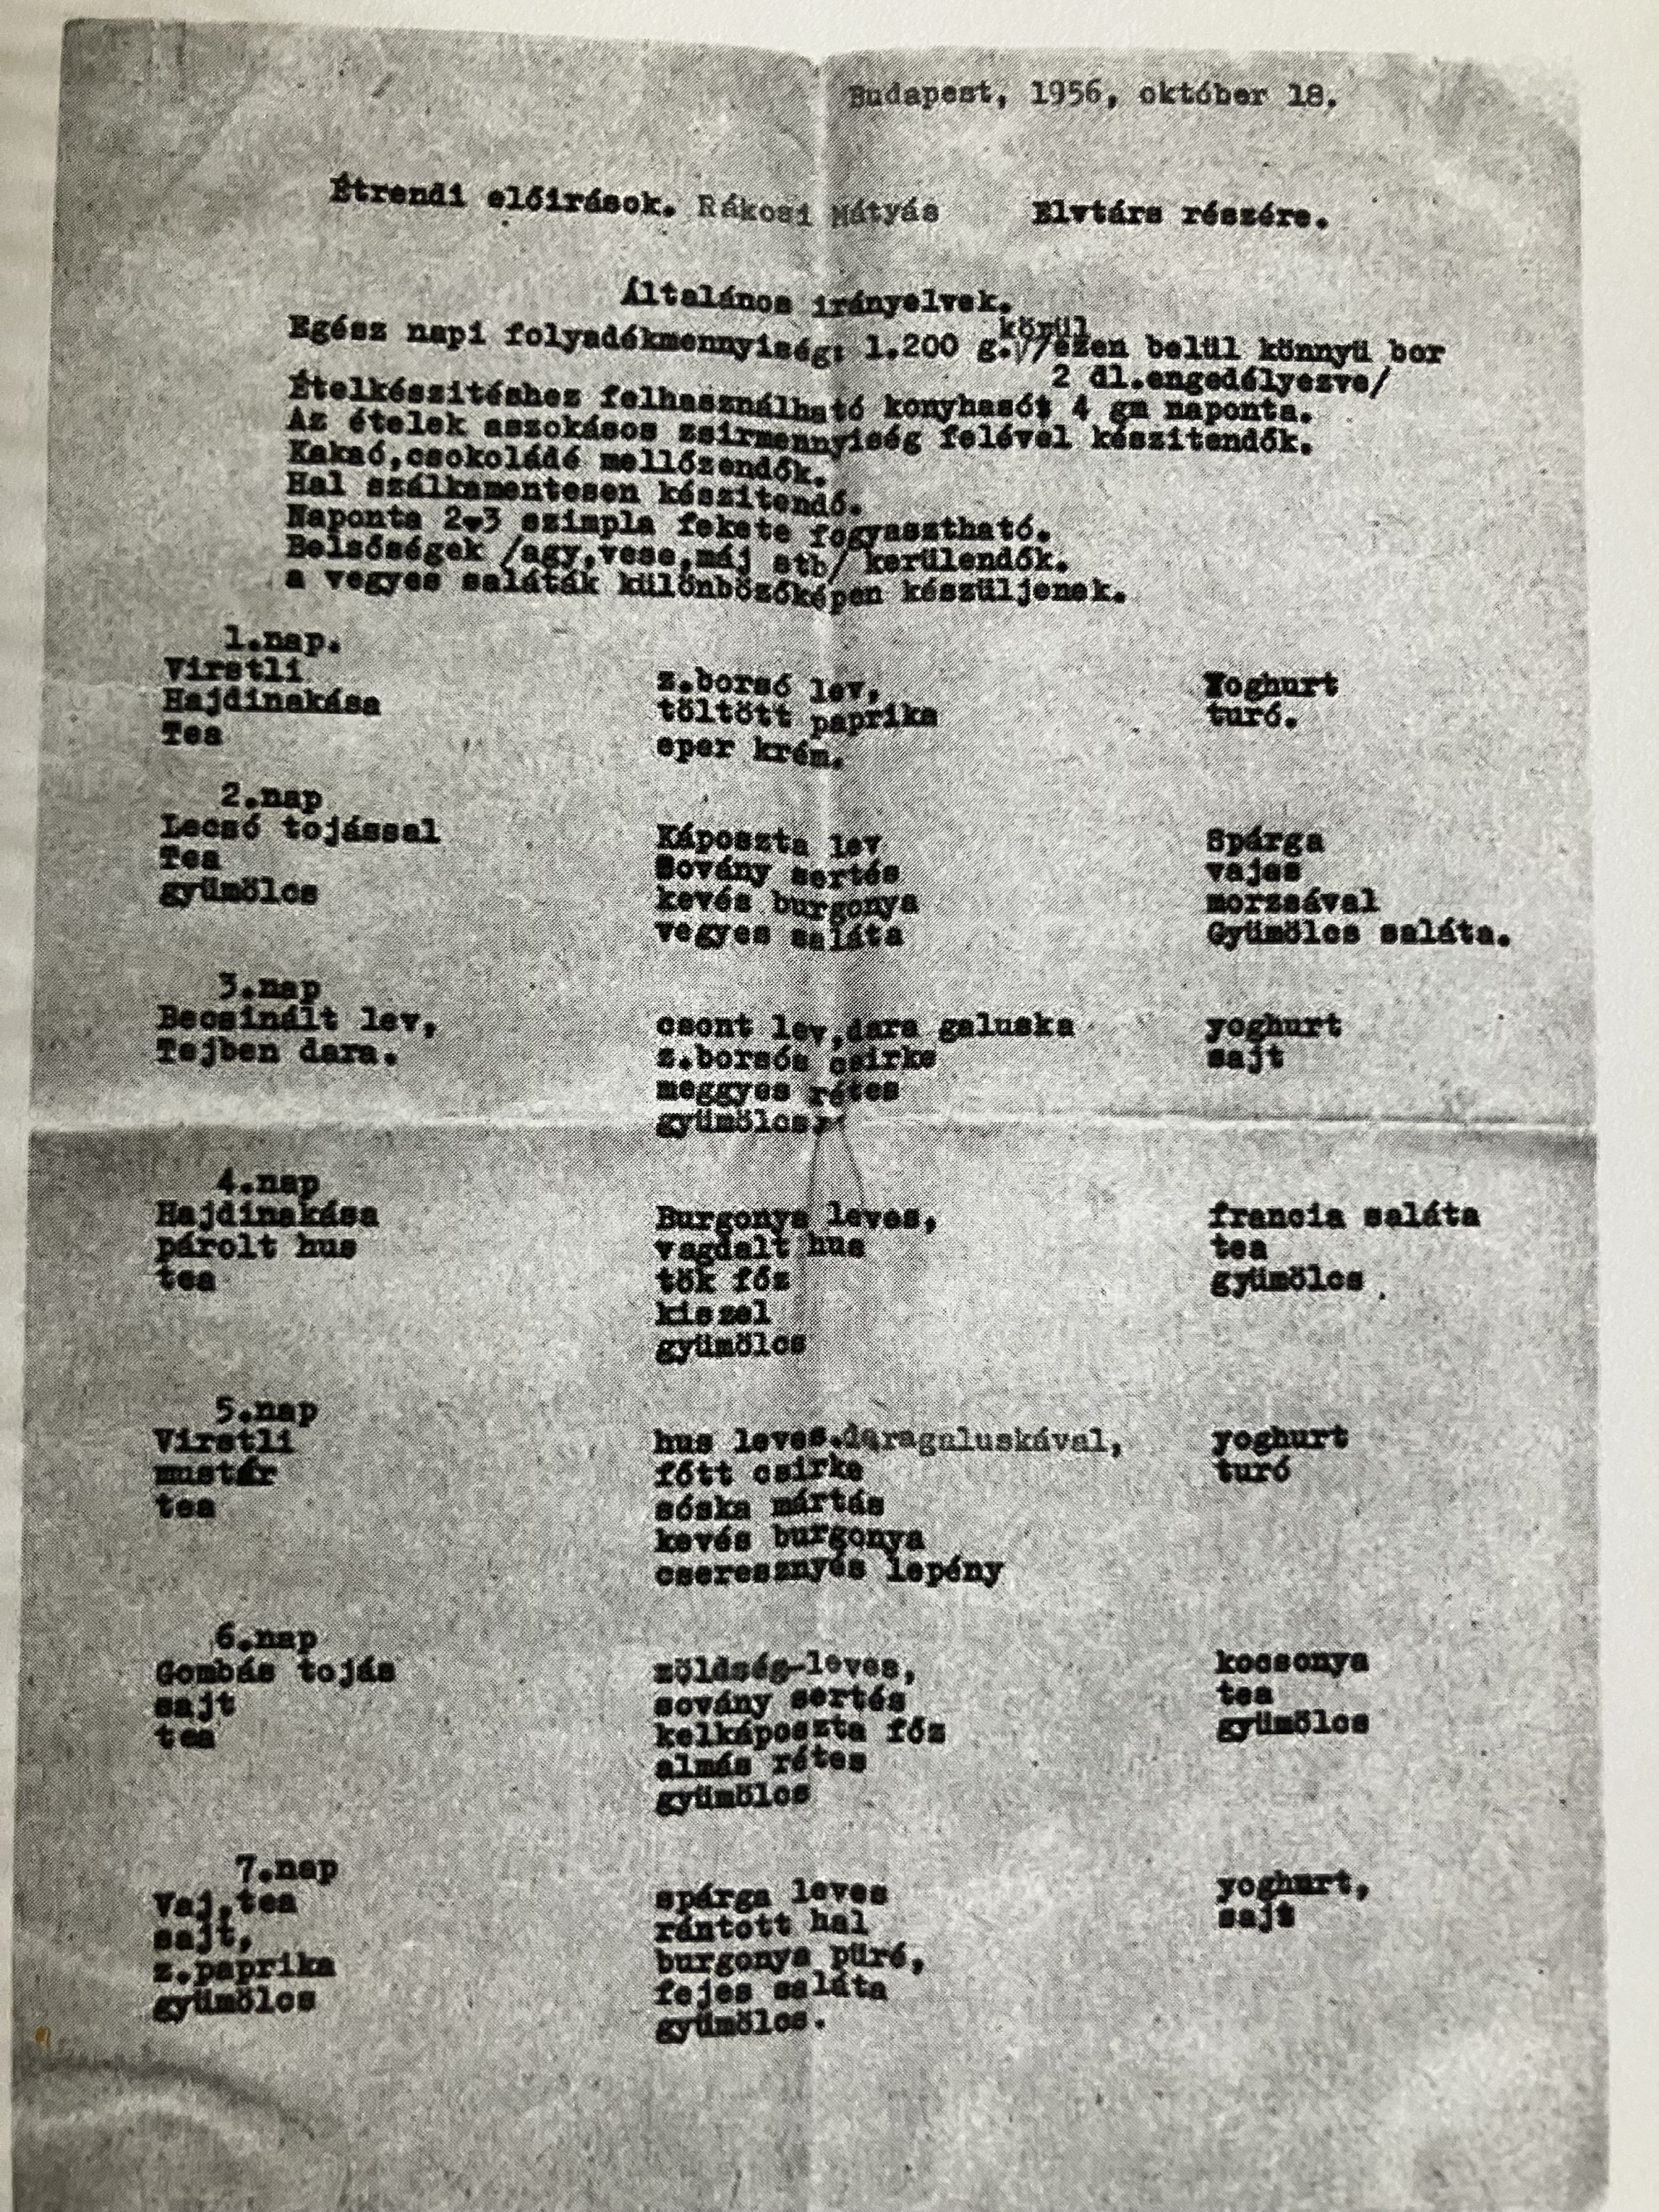 Budapest, 1956, október 18.
Étrendi előirások. Rákosi Mátyás Elvtárs részére.
Általános irányelvek.
körül
Egész napi folyadékmennyiség: 1.200 g.√/ezen belül könnyü bor
2 dl.engedélyezve/
Ételkészitéshez felhasználható konyhasó: 4 gm naponta.
Az ételek aszokásos zsirmennyiség felével készitendők.
Kakaó,csokoládé mellőzendők.
Hal szálkamentesen készitendő.
Naponta 2-3 szimpla fekete fogyasztható.
Belsőségek /agy,vese,máj stb/ kerülendők.
a vegyes saláták különbözőképen készüljenek.
1.nap.
Virstli
Hajdinakása
Tea
z.borsó lev,
töltött paprika
eper krém.
Yoghurt
turó.
2.nap
Lecsó tojással
Tea
gyümölcs
Káposzta lev
Sovány sertés
kevés burgonya
vegyes saláta
Spárga
vajas
morzsával
Gyümölcs saláta.
3.nap
Becsinált lev,
Tejben dara.
csont lev,dara galuska
z.borsós csirke
meggyes rétes
gyümölcs,
yoghurt
sajt
4.nap
Hajdinakása
párolt hus
tea
Burgonya leves,
vagdalt hus
tök főz
kiszel
gyümölcs
francia saláta
tea
gyümölcs
5.nap
Virstli
mustár
tea
hus leves.daragaluskával,
főtt csirke
sóska mártás
kevés burgonya
cseresznyés lepény
yoghurt
turó
6.nap
Gombás tojás
sajt
tea
zöldség-leves,
sovány sertés
kelkáposzta főz
almás rétes
gyümölcs
kocsonya
tea
gyümölcs
7.nap
Vaj,tea
sajt,
z.paprika
gyümölcs
spárga leves
rántott hal
burgonya püré,
fejes saláta
gyümölcs.
yoghurt,
sajt